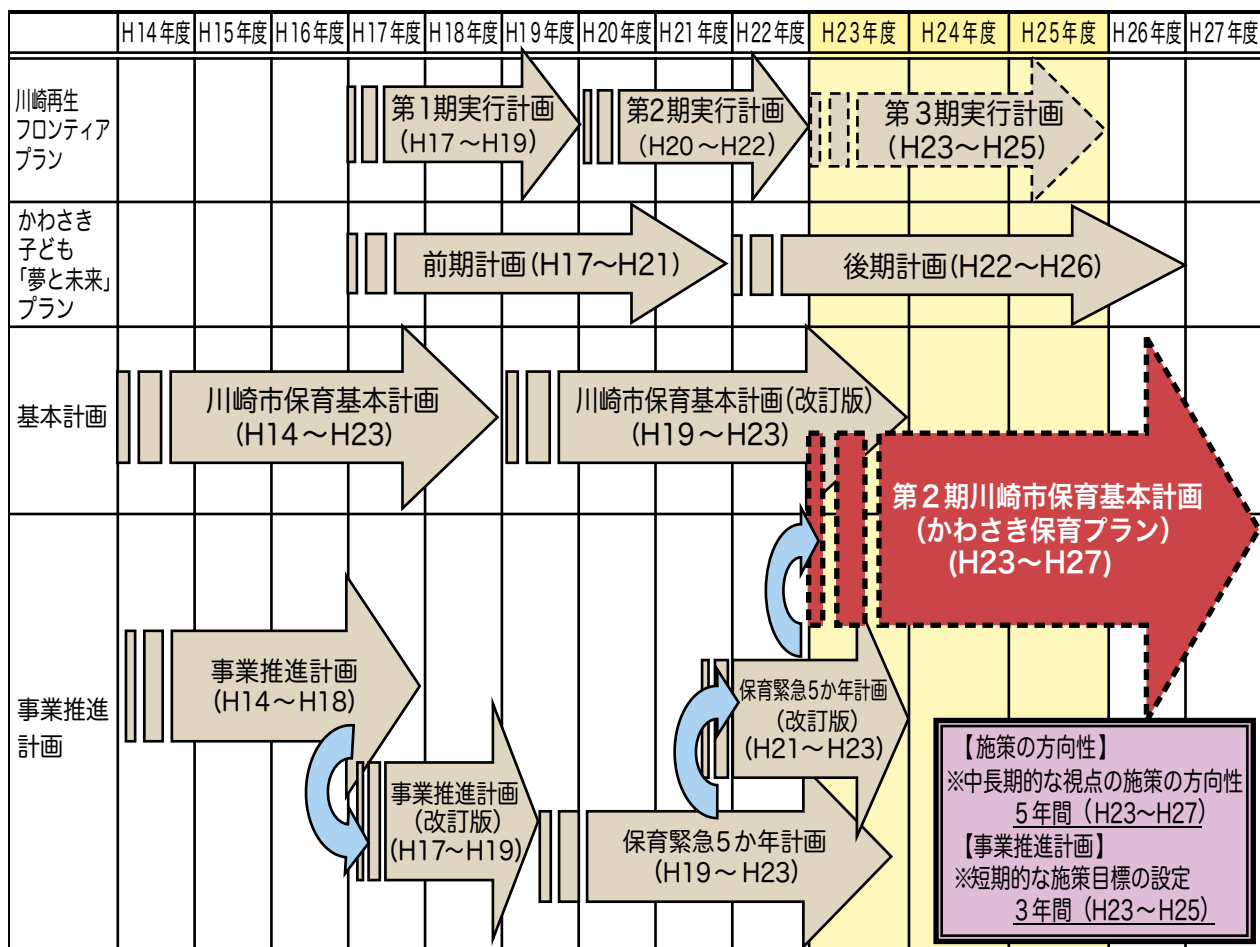 H14年度 H15年度 H16年度 H17年度 H18年度 H19年度 H20年度 H21年度 H22年度 H23年度 H24年度 H25年度 H26年度 H27年度
川崎再生
フロンティア
プラン
第1期実行計画
(H17～H19)
第2期実行計画
(H20～H22)
第3期実行計画
(H23～H25)
かわさき
子ども
「夢と未来」
プラン
前期計画(H17～H21)
後期計画(H22～H26)
基本計画
川崎市保育基本計画
(H14～H23)
川崎市保育基本計画(改訂版)
(H19～H23)
第2期川崎市保育基本計画
(かわさき保育プラン)
(H23～H27)
事業推進
計画
事業推進計画
(H14～H18)
事業推進計画
(改訂版)
(H17～H19)
保育緊急5か年計画
(H19～H23)
保育緊急5か年計画
(改訂版)
(H21～H23)
【施策の方向性】
※中長期的な視点の施策の方向性
5年間(H23～H27)
【事業推進計画】
※短期的な施策目標の設定
3年間(H23～H25)